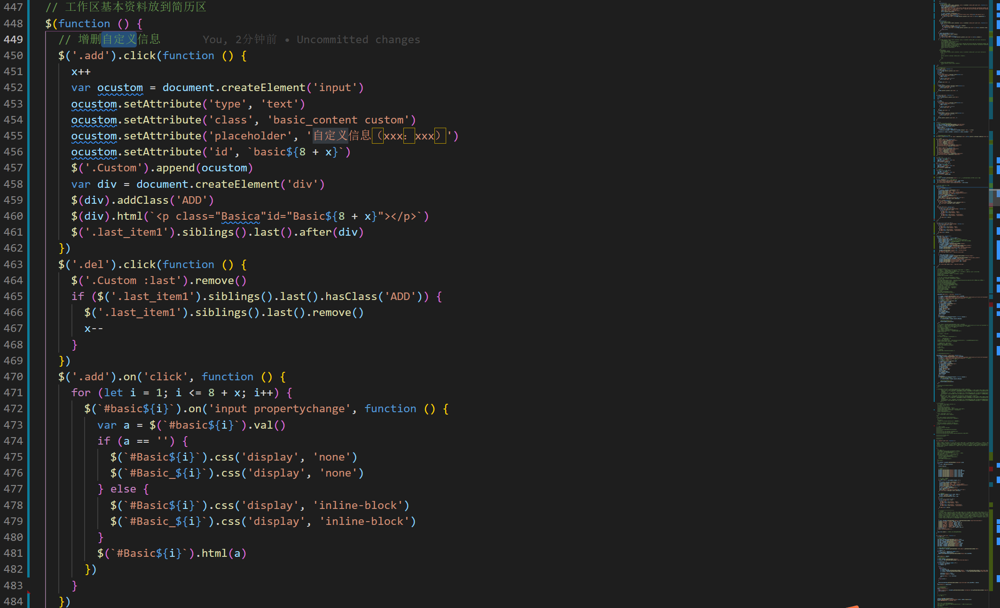 447 // 工作区基本资料放到简历区
448 $(function () {
449 // 增删自定义信息 You, 2分钟前 • Uncommitted changes
450 $('.add').click(function () {
451 x++
452 var ocustom = document.createElement('input')
453 ocustom.setAttribute('type', 'text')
454 ocustom.setAttribute('class', 'basic_content custom')
455 ocustom.setAttribute('placeholder', '自定义信息（xxx：xxx）')
456 ocustom.setAttribute('id', `basic${8 + x}`)
457 $('.Custom').append(ocustom)
458 var div = document.createElement('div')
459 $(div).addClass('ADD')
460 $(div).html(`<p class="Basica"id="Basic${8 + x}"></p>`)
461 $('.last_item1').siblings().last().after(div)
462 })
463 $('.del').click(function () {
464 $('.Custom :last').remove()
465 if ($('.last_item1').siblings().last().hasClass('ADD')) {
466 $('.last_item1').siblings().last().remove()
467 x--
468 }
469 })
470 $('.add').on('click', function () {
471 for (let i = 1; i <= 8 + x; i++) {
472 $(`#basic${i}`).on('input propertychange', function () {
473 var a = $(`#basic${i}`).val()
474 if (a == '') {
475 $(`#Basic${i}`).css('display', 'none')
476 $(`#Basic_${i}`).css('display', 'none')
477 } else {
478 $(`#Basic${i}`).css('display', 'inline-block')
479 $(`#Basic_${i}`).css('display', 'inline-block')
480 }
481 $(`#Basic${i}`).html(a)
482 })
483 }
484 })